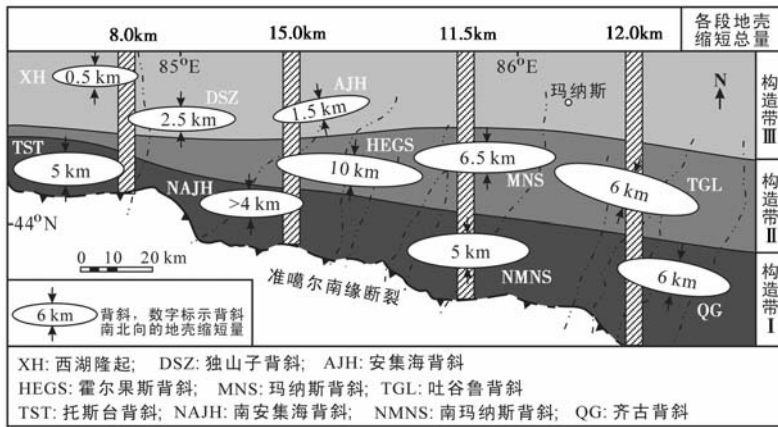 8.0km 15.0km 11.5km 12.0km 各段地壳
缩短总量
85°E 86°E
XH 0.5 km
DSZ 2.5 km
AJH 1.5 km
玛纳斯
N
构造带Ⅲ
TST 5 km
NAJH >4 km
HEGS 10 km
6.5 km MNS
6 km TGL
构造带Ⅱ
44°N
5 km NMNS
6 km QG
构造带Ⅰ
0 10 20 km
准噶尔南缘断裂
6 km 背斜，数字标示背斜
南北向的地壳缩短量
XH: 西湖隆起; DSZ: 独山子背斜; AJH: 安集海背斜
HEGS: 霍尔果斯背斜; MNS: 玛纳斯背斜; TGL: 吐谷鲁背斜
TST: 托斯台背斜; NAJH: 南安集海背斜; NMNS: 南玛纳斯背斜; QG: 齐古背斜